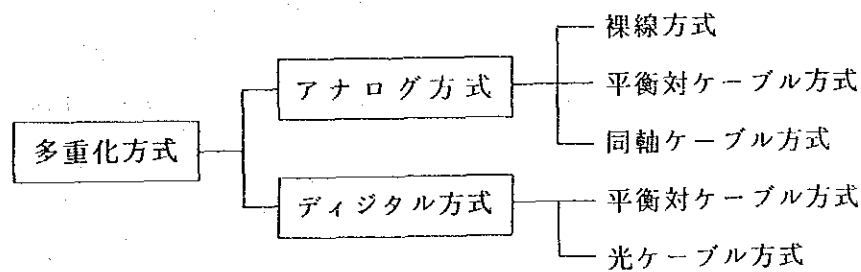 裸線方式
アナログ方式
平衡対ケーブル方式
多重化方式
同軸ケーブル方式
ディジタル方式
平衡対ケーブル方式
光ケーブル方式